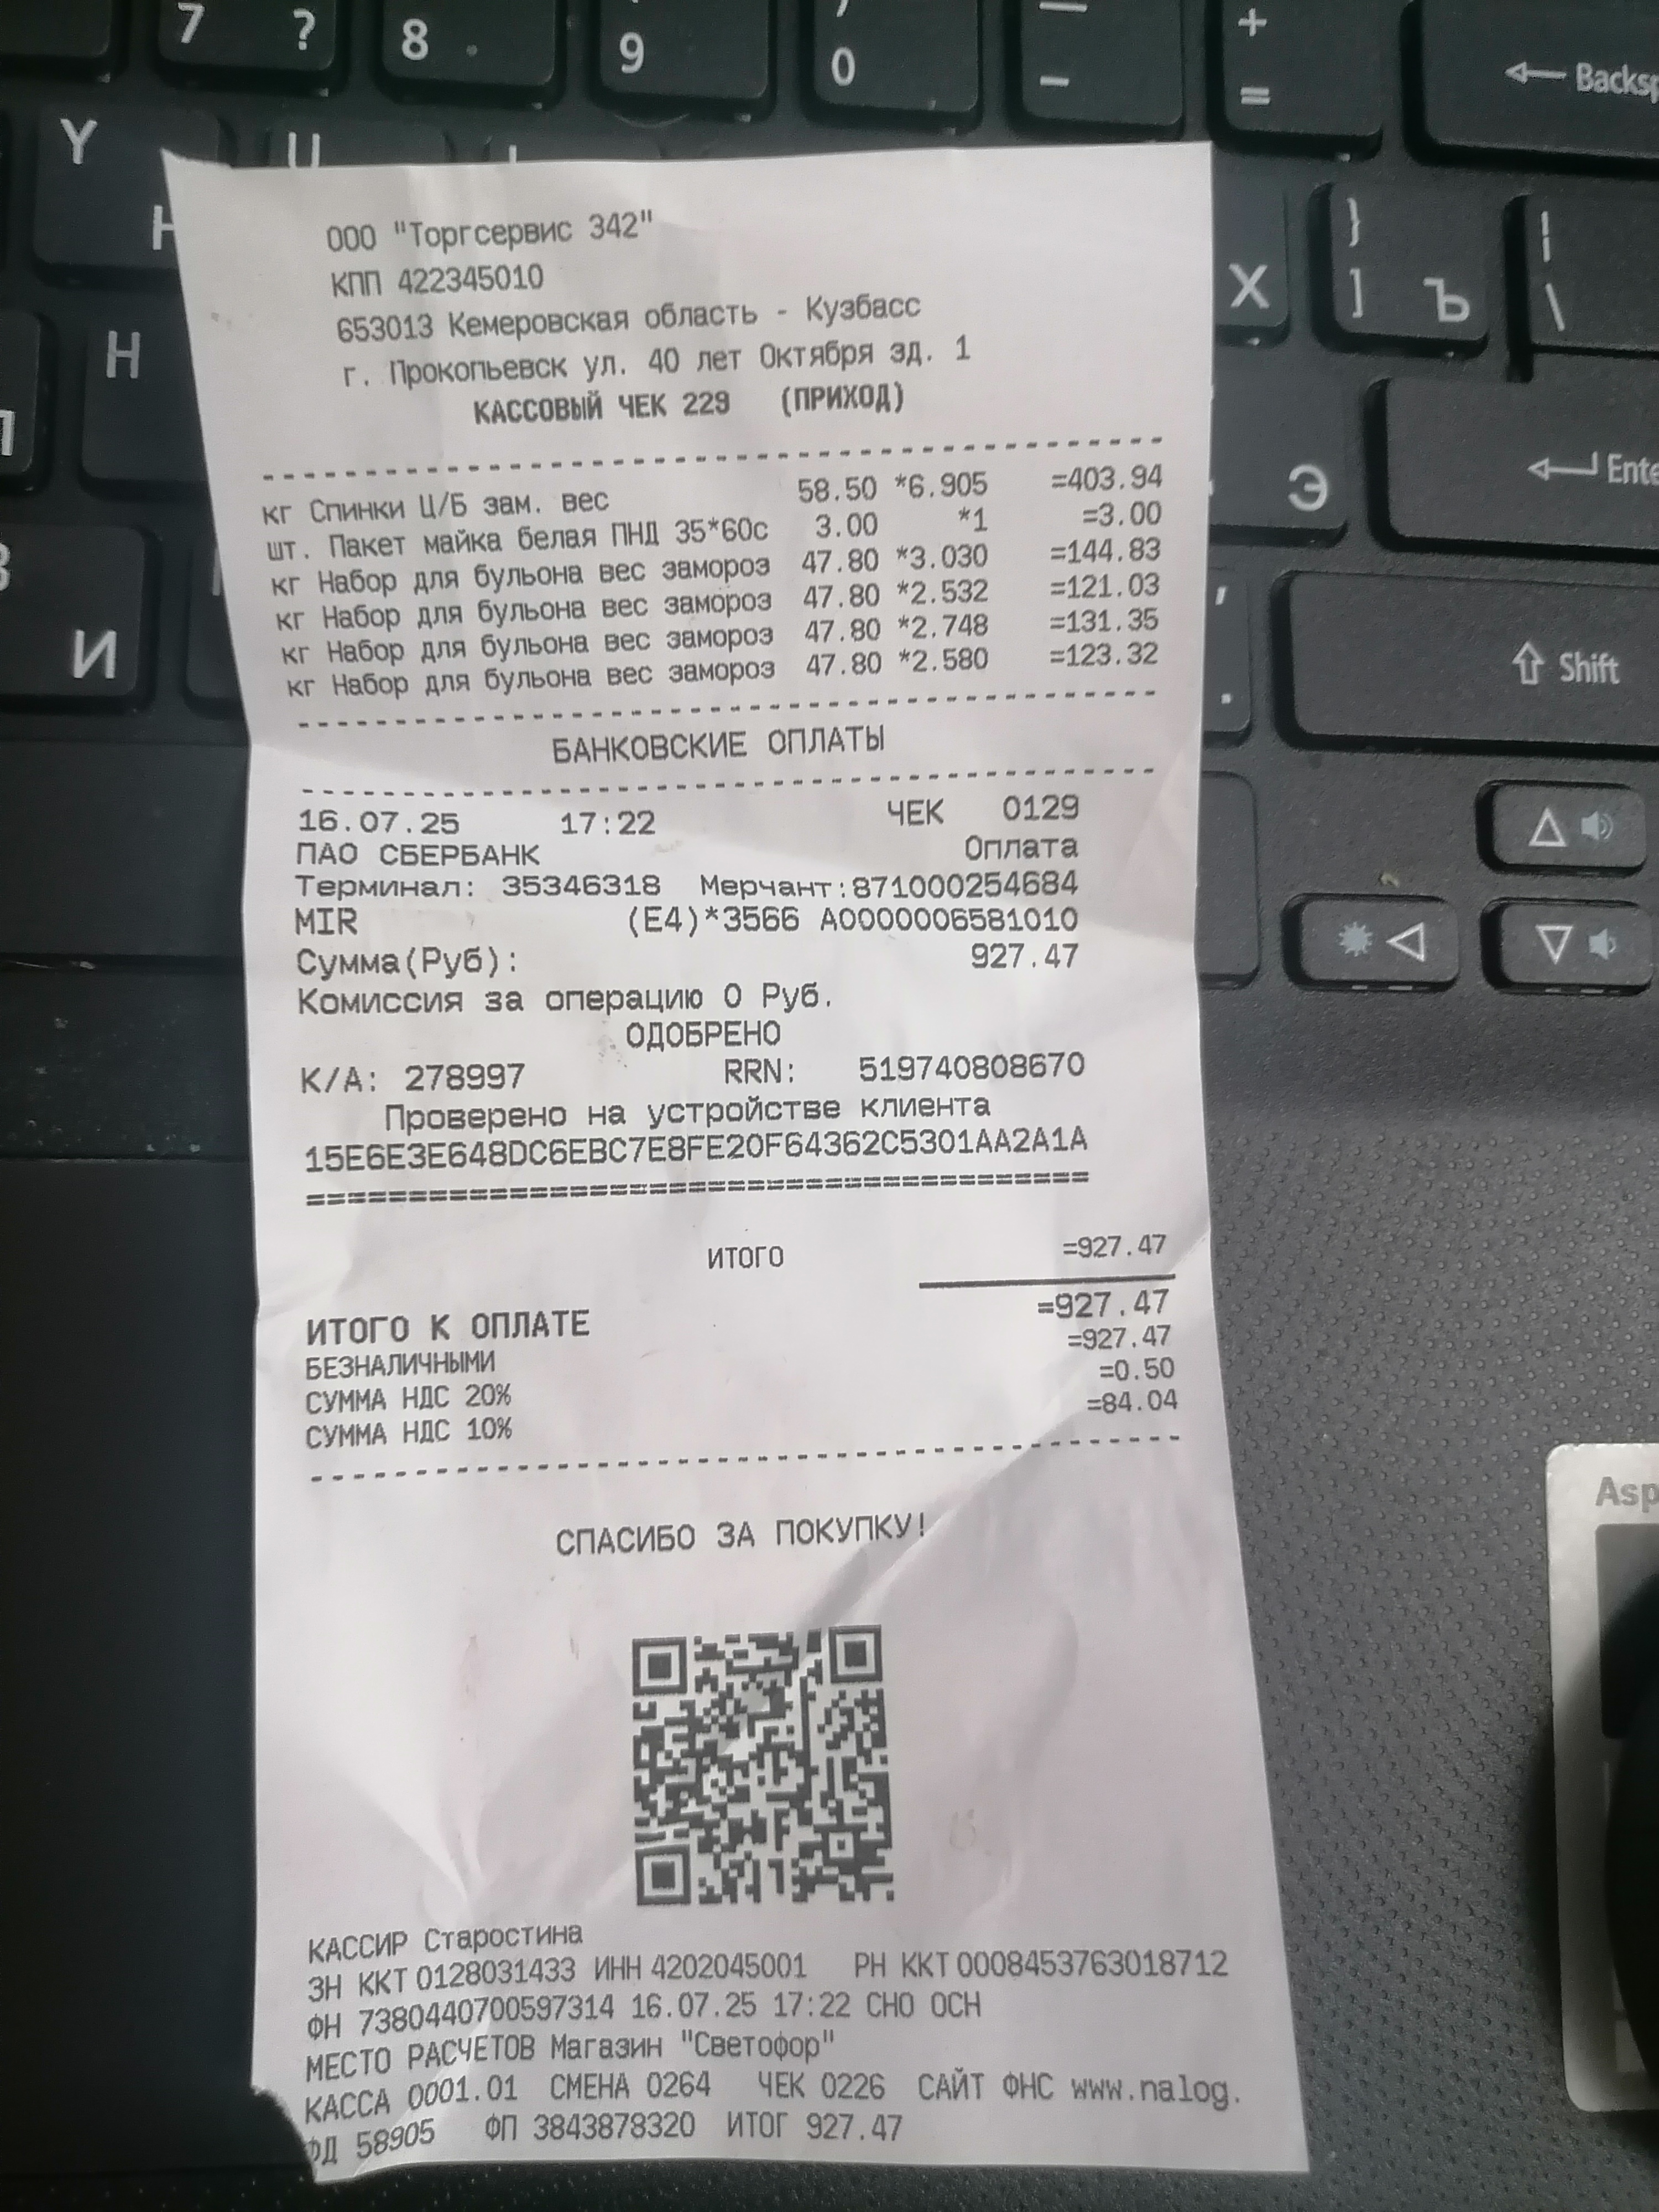 7 ?
8
9
0
—
-
+
=
Backsp
Y
Н
U
Х
}
]
Ъ
|
\
Н
Э
Ente
И
Shift
Asp
ООО "Торгсервис 342"
КПП 422345010
653013 Кемеровская область - Кузбасс
г. Прокопьевск ул. 40 лет Октября зд. 1
КАССОВЫЙ ЧЕК 229 (ПРИХОД)
кг Спинки Ц/Б зам. вес 58.50 *6.905 =403.94
шт. Пакет майка белая ПНД 35*60с 3.00 *1 =3.00
кг Набор для бульона вес замороз 47.80 *3.030 =144.83
кг Набор для бульона вес замороз 47.80 *2.532 =121.03
кг Набор для бульона вес замороз 47.80 *2.748 =131.35
кг Набор для бульона вес замороз 47.80 *2.580 =123.32
БАНКОВСКИЕ ОПЛАТЫ
16.07.25 17:22 ЧЕК 0129
ПАО СБЕРБАНК Оплата
Терминал: 35346318 Мерчант:871000254684
MIR (E4)*3566 A0000006581010
Сумма(Руб): 927.47
Комиссия за операцию 0 Руб.
ОДОБРЕНО
К/А: 278997 RRN: 519740808670
Проверено на устройстве клиента
15E6E3E648DC6EBC7E8FE20F64362C5301AA2A1A
========================================
ИТОГО =927.47
ИТОГО К ОПЛАТЕ =927.47
БЕЗНАЛИЧНЫМИ =927.47
СУММА НДС 20% =0.50
СУММА НДС 10% =84.04
СПАСИБО ЗА ПОКУПКУ!
КАССИР Старостина
ЗН ККТ 0128031433 ИНН 4202045001 РН ККТ 0008453763018712
ФН 7380440700597314 16.07.25 17:22 СНО ОСН
МЕСТО РАСЧЕТОВ Магазин "Светофор"
КАССА 0001.01 СМЕНА 0264 ЧЕК 0226 САЙТ ФНС www.nalog.
ФД 58905 ФП 3843878320 ИТОГ 927.47